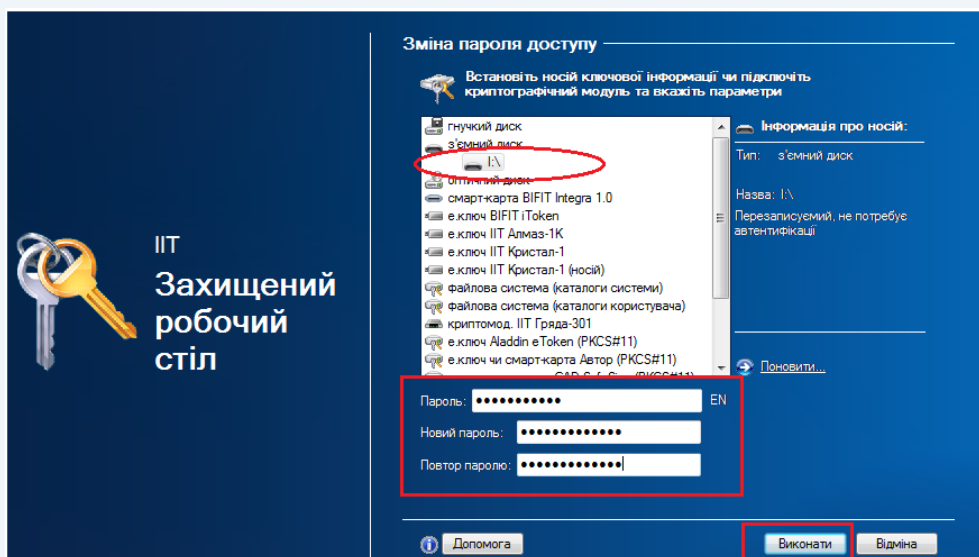 Зміна пароля доступу
Встановіть носій ключової інформації чи підключіть
криптографічний модуль та вкажіть параметри
гнучкий диск
з'ємний диск
I:\
оптичний диск
смарт-карта BIFIT Integra 1.0
е.ключ BIFIT iToken
е.ключ ІІТ Алмаз-1К
е.ключ ІІТ Кристал-1
е.ключ ІІТ Кристал-1 (носій)
файлова система (каталоги системи)
файлова система (каталоги користувача)
криптомод. ІІТ Гряда-301
е.ключ Aladdin eToken (PKCS#11)
е.ключ чи смарт-карта Автор (PKCS#11)
Інформація про носій:
Тип: з'ємний диск
Назва: I:\
Перезаписуємий, не потребує
автентифікації
Поновити...
ІІТ
Захищений
робочий
стіл
Пароль: ●●●●●●●●●●● EN
Новий пароль: ●●●●●●●●●●●●●
Повтор паролю: ●●●●●●●●●●●●●
Допомога
Виконати
Відміна